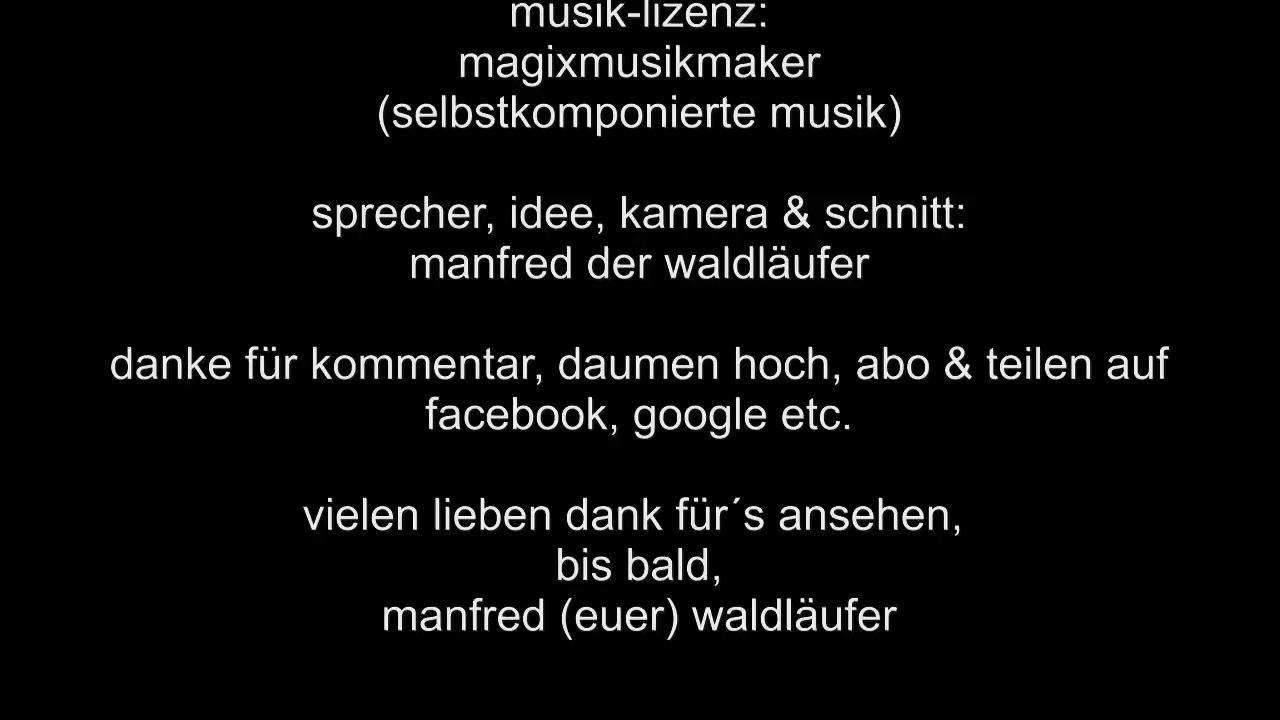 musik-lizenz:
magixmusikmaker
(selbstkomponierte musik)
sprecher, idee, kamera & schnitt:
manfred der waldläufer
danke für kommentar, daumen hoch, abo & teilen auf
facebook, google etc.
vielen lieben dank für´s ansehen,
bis bald,
manfred (euer) waldläufer